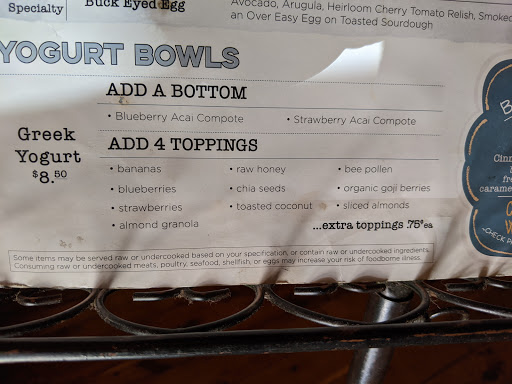 Specialty
Buck Eyed Egg
Avocado, Arugula, Heirloom Cherry Tomato Relish, Smoked
an Over Easy Egg on Toasted Sourdough
YOGURT BOWLS
Greek
Yogurt
$8.50
ADD A BOTTOM
• Blueberry Acai Compote • Strawberry Acai Compote
ADD 4 TOPPINGS
• bananas • raw honey • bee pollen
• blueberries • chia seeds • organic goji berries
• strawberries • toasted coconut • sliced almonds
• almond granola
...extra toppings .75¢ea
Some items may be served raw or undercooked based on your specification, or contain raw or undercooked ingredients.
Consuming raw or undercooked meats, poultry, seafood, shellfish, or eggs may increase your risk of foodborne illness.
B
Cinn
fre
carame